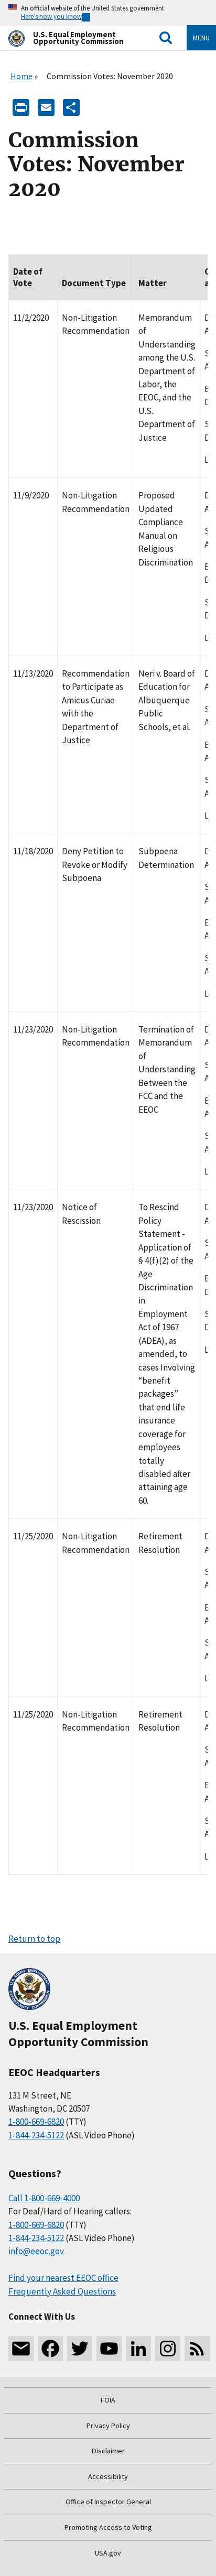 An official website of the United States government
Here's how you know
U.S. Equal Employment
Opportunity Commission
MENU
Home » Commission Votes: November 2020
Commission
Votes: November
2020
Date of
Vote
Document Type
Matter
11/2/2020
Non-Litigation
Recommendation
Memorandum
of
Understanding
among the U.S.
Department of
Labor, the
EEOC, and the
U.S.
Department of
Justice
11/9/2020
Non-Litigation
Recommendation
Proposed
Updated
Compliance
Manual on
Religious
Discrimination
11/13/2020
Recommendation
to Participate as
Amicus Curiae
with the
Department of
Justice
Neri v. Board of
Education for
Albuquerque
Public
Schools, et al.
11/18/2020
Deny Petition to
Revoke or Modify
Subpoena
Subpoena
Determination
11/23/2020
Non-Litigation
Recommendation
Termination of
Memorandum
of
Understanding
Between the
FCC and the
EEOC
11/23/2020
Notice of
Rescission
To Rescind
Policy
Statement -
Application of
§ 4(f)(2) of the
Age
Discrimination
in
Employment
Act of 1967
(ADEA), as
amended, to
cases Involving
“benefit
packages”
that end life
insurance
coverage for
employees
totally
disabled after
attaining age
60.
11/25/2020
Non-Litigation
Recommendation
Retirement
Resolution
11/25/2020
Non-Litigation
Recommendation
Retirement
Resolution
Return to top
U.S. Equal Employment
Opportunity Commission
EEOC Headquarters
131 M Street, NE
Washington, DC 20507
1-800-669-6820 (TTY)
1-844-234-5122 (ASL Video Phone)
Questions?
Call 1-800-669-4000
For Deaf/Hard of Hearing callers:
1-800-669-6820 (TTY)
1-844-234-5122 (ASL Video Phone)
info@eeoc.gov
Find your nearest EEOC office
Frequently Asked Questions
Connect With Us
FOIA
Privacy Policy
Disclaimer
Accessibility
Office of Inspector General
Promoting Access to Voting
USA.gov